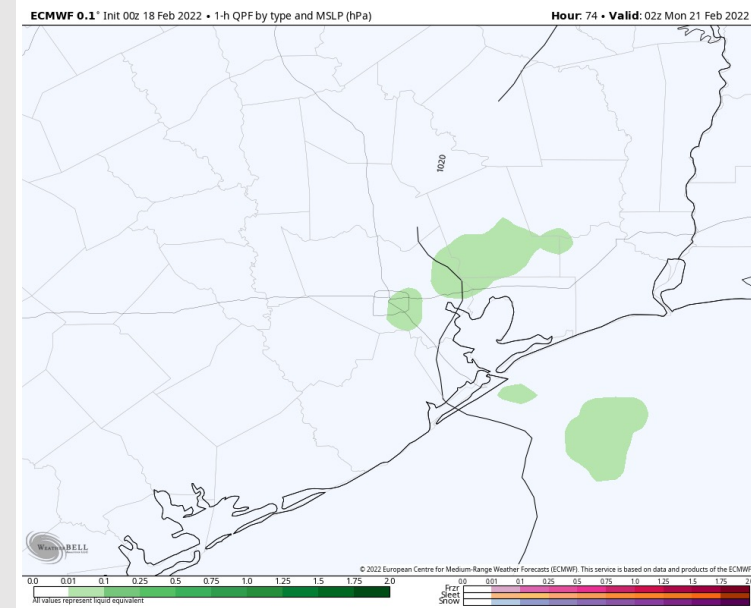 ECMWF 0.1° Init 00z 18 Feb 2022 • 1-h QPF by type and MSLP (hPa) Hour: 74 • Valid: 02z Mon 21 Feb 2022
1020
WeatherBELL
© 2022 European Centre for Medium-Range Weather Forecasts (ECMWF). This service is based on data and products of the ECMWF
0.0 0.01 0.1 0.25 0.5 0.75 1.0 1.25 1.5 1.75 2.0
All values represent liquid equivalent
0.0 0.01 0.1 0.25 0.5 0.75 1.0 1.25 1.5 1.75
Frzr
Sleet
Snow